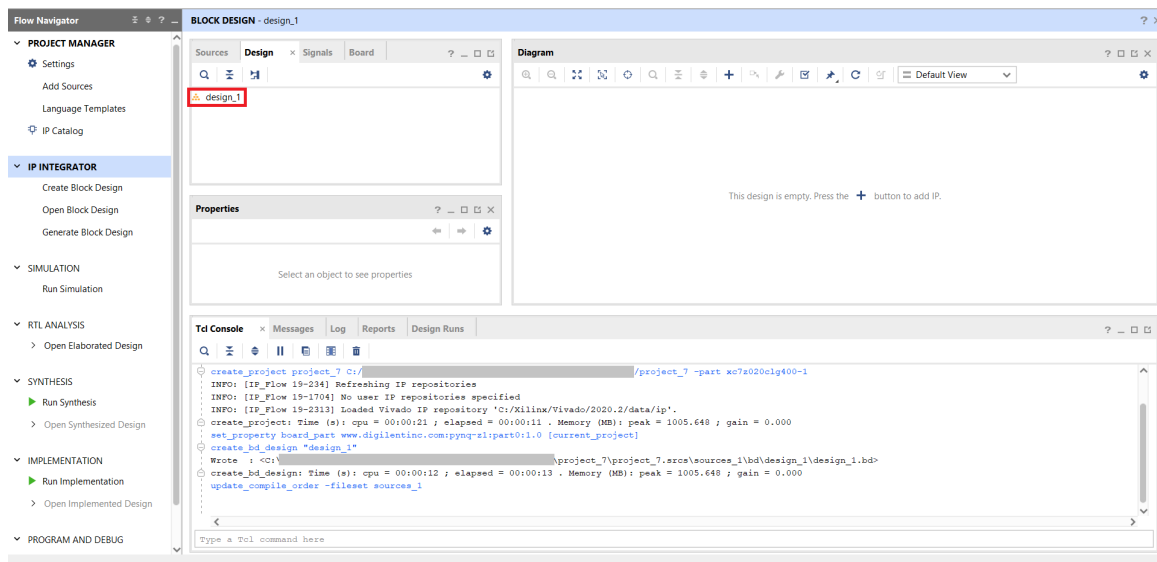 Flow Navigator
? _
PROJECT MANAGER
Settings
Add Sources
Language Templates
IP Catalog
IP INTEGRATOR
Create Block Design
Open Block Design
Generate Block Design
SIMULATION
Run Simulation
RTL ANALYSIS
Open Elaborated Design
SYNTHESIS
Run Synthesis
Open Synthesized Design
IMPLEMENTATION
Run Implementation
Open Implemented Design
PROGRAM AND DEBUG
BLOCK DESIGN - design_1
?
Sources Design × Signals Board ? _
design_1
Properties ? _
Select an object to see properties
Diagram ?
Default View
This design is empty. Press the + button to add IP.
Tcl Console × Messages Log Reports Design Runs ? _
create_project project_7 C:/ /project_7 -part xc7z020clg400-1
INFO: [IP_Flow 19-234] Refreshing IP repositories
INFO: [IP_Flow 19-1704] No user IP repositories specified
INFO: [IP_Flow 19-2313] Loaded Vivado IP repository 'C:/Xilinx/Vivado/2020.2/data/ip'.
create_project: Time (s): cpu = 00:00:21 ; elapsed = 00:00:11 . Memory (MB): peak = 1005.648 ; gain = 0.000
set_property board_part www.digilentinc.com:pynq-z1:part0:1.0 [current_project]
create_bd_design "design_1"
Wrote : <C:\ \project_7\project_7.srcs\sources_1\bd\design_1\design_1.bd>
create_bd_design: Time (s): cpu = 00:00:12 ; elapsed = 00:00:13 . Memory (MB): peak = 1005.648 ; gain = 0.000
update_compile_order -fileset sources_1
Type a Tcl command here